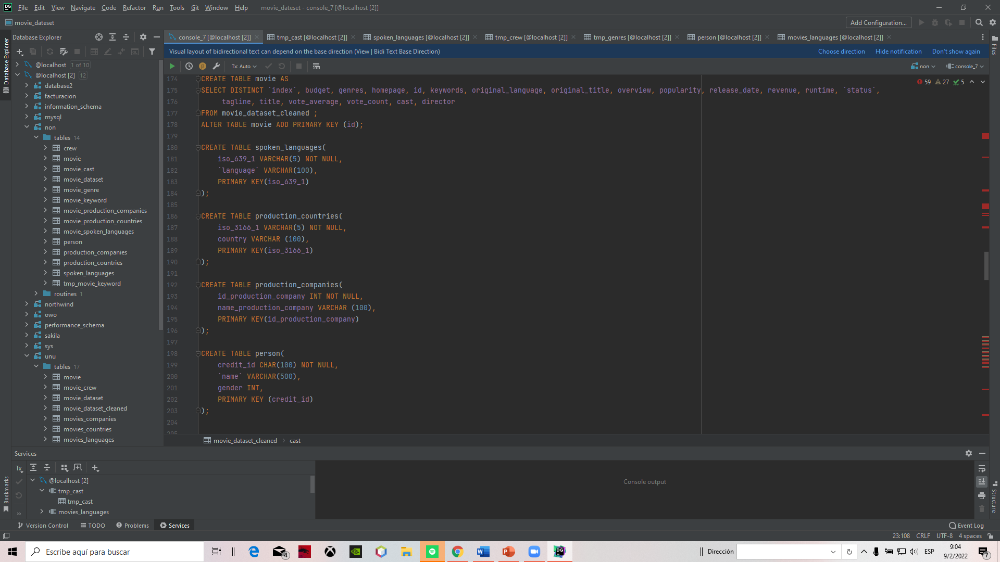 File Edit View Navigate Code Refactor Run Tools Git Window Help movie_dateset - console_7 [@localhost [2]]
movie_dateset
Add Configuration...
Database Explorer
console_7 [@localhost [2]] tmp_cast [@localhost [2]] spoken_languages [@localhost [2]] tmp_crew [@localhost [2]] tmp_genres [@localhost [2]] person [@localhost [2]] movies_languages [@localhost [2]]
Visual layout of bidirectional text can depend on the base direction (View | Bidi Text Base Direction) Choose direction Hide notification Don't show again
Tx: Auto non console_7
59 27 5
Database Explorer
Bookmarks
Files
Structure
@localhost 1 of 10
@localhost [2] 12
database2
facturacion
information_schema
mysql
non
tables 14
crew
movie
movie_cast
movie_dataset
movie_genre
movie_keyword
movie_production_companies
movie_production_countries
movie_spoken_languages
person
production_companies
production_countries
spoken_languages
tmp_movie_keyword
routines 1
northwind
owo
performance_schema
sakila
sys
unu
tables 17
movie
movie_crew
movie_dataset
movie_dataset_cleaned
movies_companies
movies_countries
movies_languages
174 CREATE TABLE movie AS
175 SELECT DISTINCT `index`, budget, genres, homepage, id, keywords, original_language, original_title, overview, popularity, release_date, revenue, runtime, `status`,
176 tagline, title, vote_average, vote_count, cast, director
177 FROM movie_dataset_cleaned ;
178 ALTER TABLE movie ADD PRIMARY KEY (id);
179
180 CREATE TABLE spoken_languages(
181 iso_639_1 VARCHAR(5) NOT NULL,
182 `language` VARCHAR(100),
183 PRIMARY KEY(iso_639_1)
184 );
185
186 CREATE TABLE production_countries(
187 iso_3166_1 VARCHAR(5) NOT NULL,
188 country VARCHAR (100),
189 PRIMARY KEY(iso_3166_1)
190 );
191
192 CREATE TABLE production_companies(
193 id_production_company INT NOT NULL,
194 name_production_company VARCHAR (100),
195 PRIMARY KEY(id_production_company)
196 );
197
198 CREATE TABLE person(
199 credit_id CHAR(100) NOT NULL,
200 `name` VARCHAR(500),
201 gender INT,
202 PRIMARY KEY (credit_id)
203 );
204
205
movie_dataset_cleaned cast
Services
Tx
@localhost [2]
tmp_cast
tmp_cast
movies_languages
Console output
Version Control TODO Problems Services Event Log
23:108 CRLF UTF-8 4 spaces
Escribe aquí para buscar
4
Dirección
ESP
9:04
9/2/2022
7